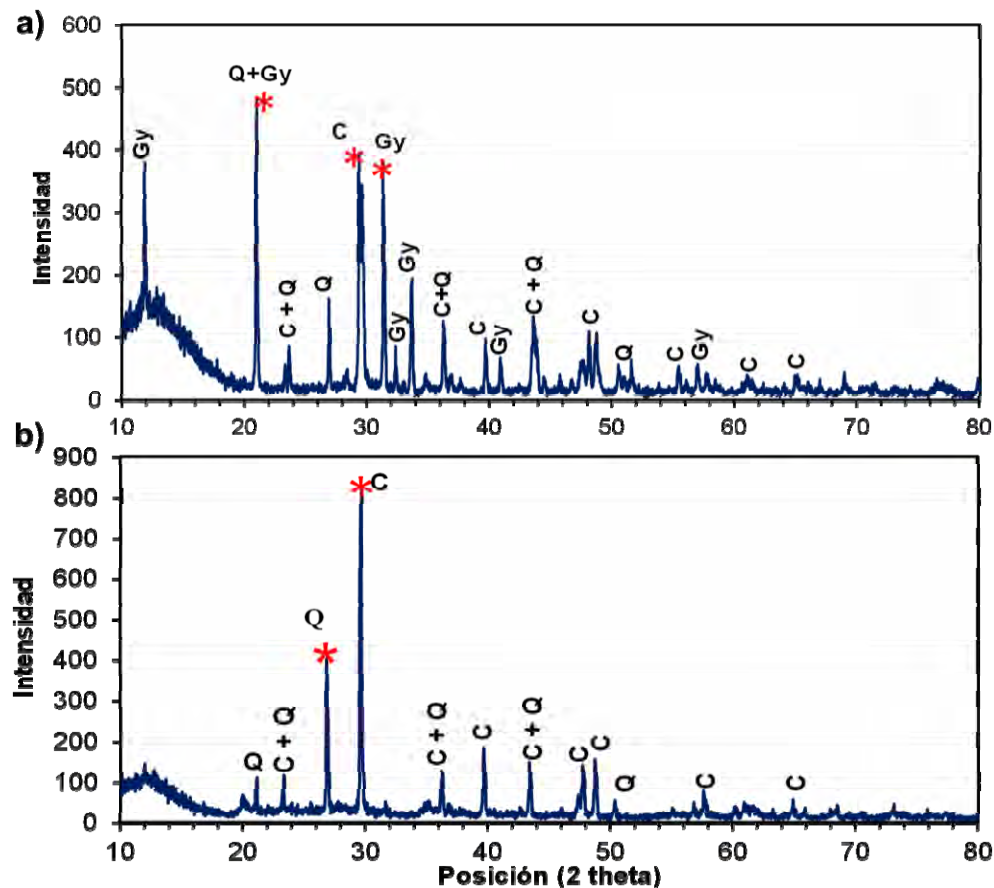 a)
600
500
400
300
200
100
0
Intensidad
Gy
Q+Gy
C + Q
Q
C
Gy
Gy
Gy
C+Q
C
Gy
C + Q
C
Q
C
Gy
C
C
10 20 30 40 50 60 70 80
b)
900
800
700
600
500
400
300
200
100
0
Intensidad
Q
C + Q
Q
C
C + Q
C
C + Q
C
C
Q
C
C
10 20 30 40 50 60 70 80
Posición (2 theta)